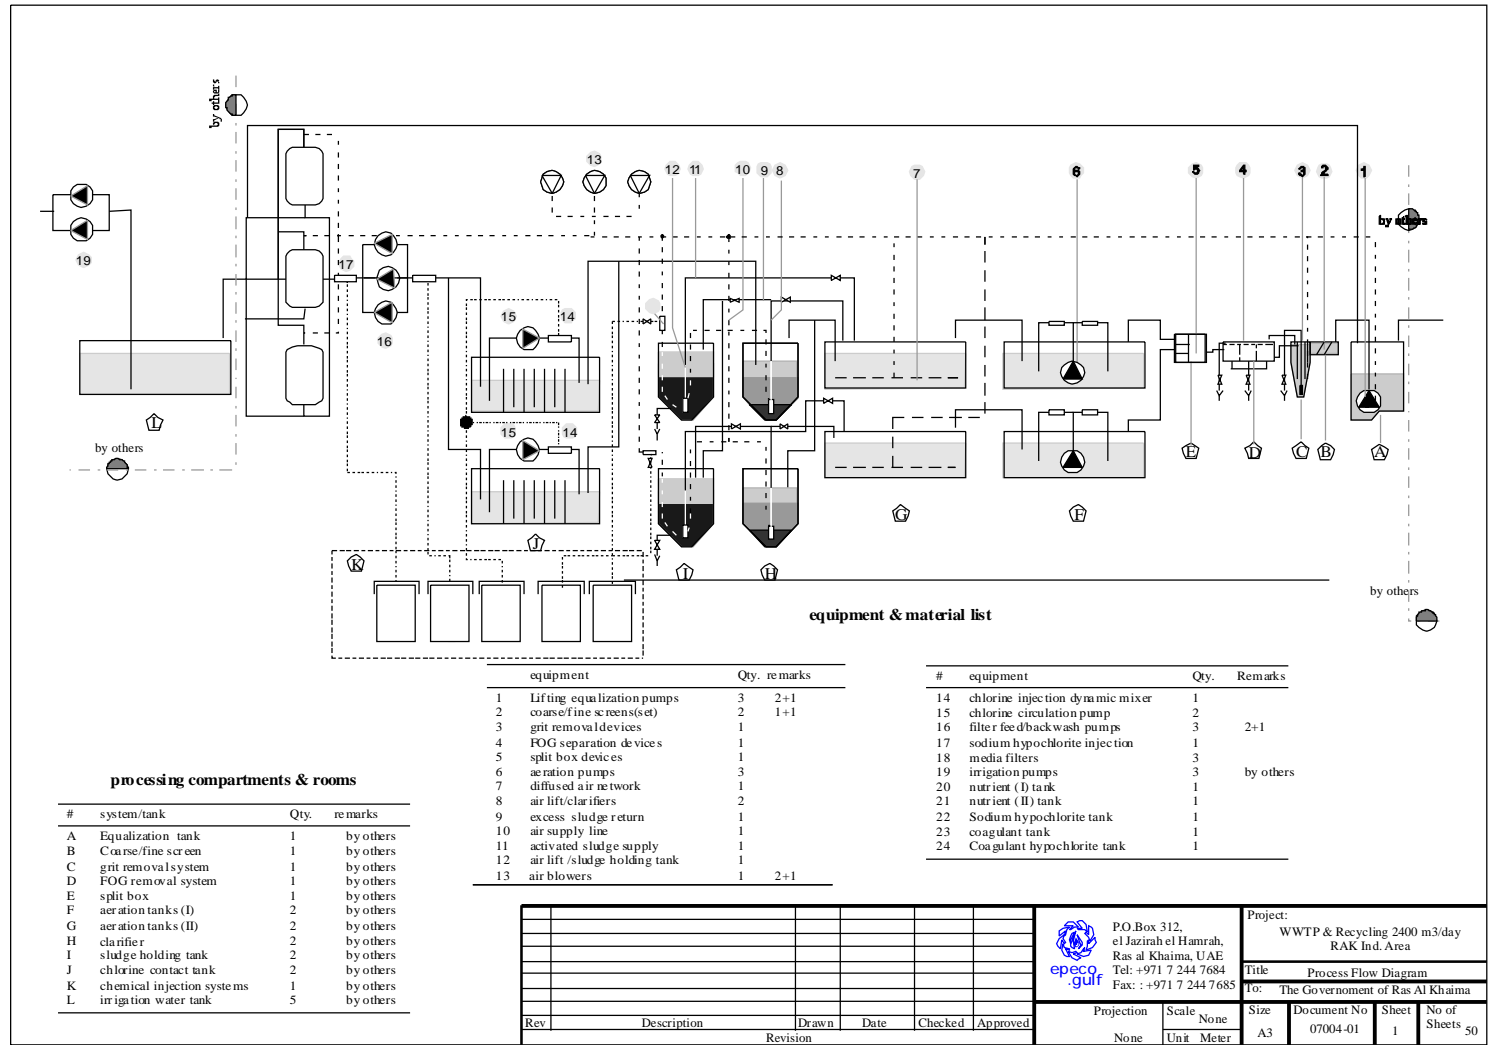 by others
13
12
11
10
9
8
7
6
5
4
3
2
1
by others
19
17
16
15
14
15
14
L
by others
E
D
C
B
A
G
F
J
K
I
H
by others
equipment & material list
equipment Qty. remarks
1 Lifting equalization pumps 3 2+1
2 coarse/fine screens(set) 2 1+1
3 grit removal devices 1
4 FOG separation devices 1
5 split box devices 1
6 aeration pumps 3
7 diffused air network 1
8 air lift/clarifiers 2
9 excess sludge return 1
10 air supply line 1
11 activated sludge supply 1
12 air lift /sludge holding tank 1
13 air blowers 1 2+1
# equipment Qty. Remarks
14 chlorine injection dynamic mixer 1
15 chlorine circulation pump 2
16 filter feed/backwash pumps 3 2+1
17 sodium hypochlorite injection 1
18 media filters 3
19 irrigation pumps 3 by others
20 nutrient (I) tank 1
21 nutrient (II) tank 1
22 Sodium hypochlorite tank 1
23 coagulant tank 1
24 Coagulant hypochlorite tank 1
processing compartments & rooms
# system/tank Qty. remarks
A Equalization tank 1 by others
B Coarse/fine screen 1 by others
C grit removal system 1 by others
D FOG removal system 1 by others
E split box 1 by others
F aeration tanks (I) 2 by others
G aeration tanks (II) 2 by others
H clarifier 2 by others
I sludge holding tank 2 by others
J chlorine contact tank 2 by others
K chemical injection systems 1 by others
L irrigation water tank 5 by others
Rev Description Drawn Date Checked Approved
Revision
epeco
.gulf
P.O.Box 312,
el Jazirah el Hamrah,
Ras al Khaima, UAE
Tel: +971 7 244 7684
Fax: : +971 7 244 7685
Project:
WWTP & Recycling 2400 m3/day
RAK Ind. Area
Title Process Flow Diagram
To: The Governoment of Ras Al Khaima
Projection
None
Scale
None
Unit Meter
Size
A3
Document No
07004-01
Sheet
1
No of
Sheets 50